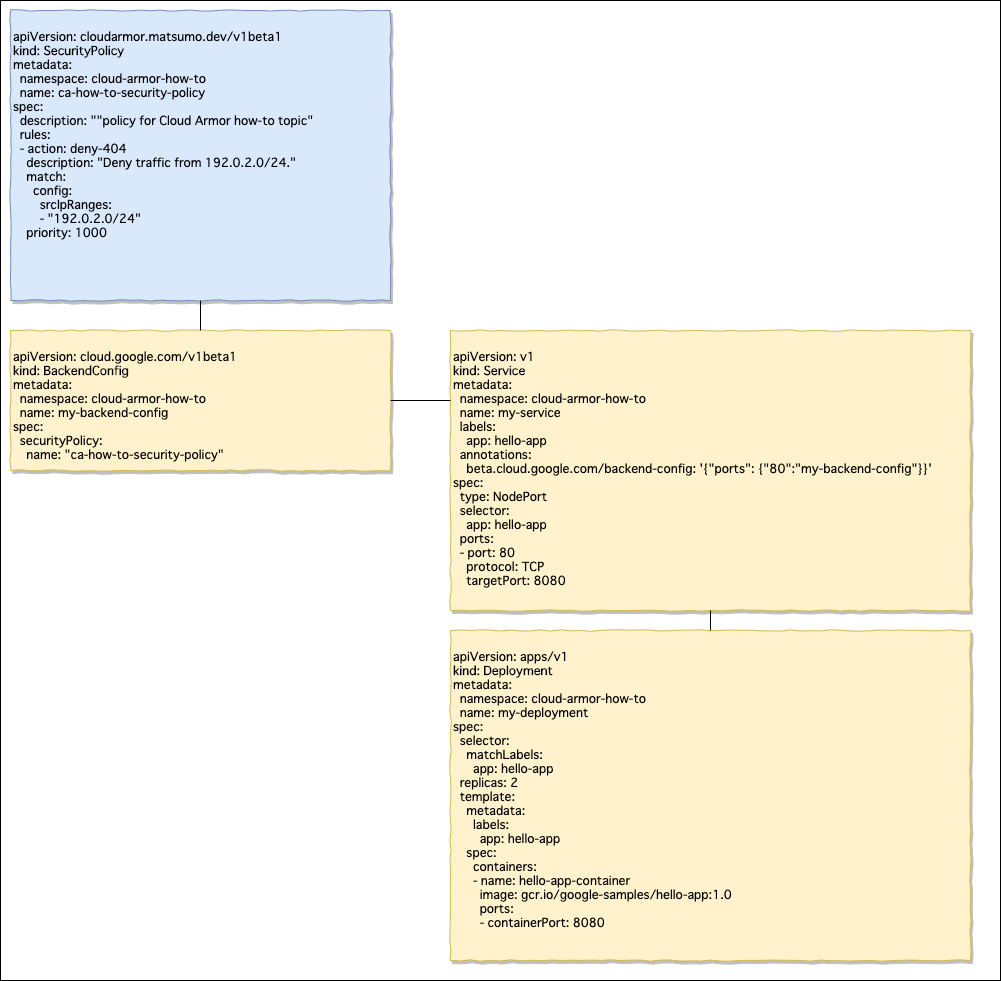 apiVersion: cloudarmor.matsumo.dev/v1beta1
kind: SecurityPolicy
metadata:
  namespace: cloud-armor-how-to
  name: ca-how-to-security-policy
spec:
  description: ""policy for Cloud Armor how-to topic"
  rules:
  - action: deny-404
    description: "Deny traffic from 192.0.2.0/24."
    match:
      config:
        srcIpRanges:
        - "192.0.2.0/24"
    priority: 1000
apiVersion: cloud.google.com/v1beta1
kind: BackendConfig
metadata:
  namespace: cloud-armor-how-to
  name: my-backend-config
spec:
  securityPolicy:
    name: "ca-how-to-security-policy"
apiVersion: v1
kind: Service
metadata:
  namespace: cloud-armor-how-to
  name: my-service
  labels:
    app: hello-app
  annotations:
    beta.cloud.google.com/backend-config: '{"ports": {"80":"my-backend-config"}}'
spec:
  type: NodePort
  selector:
    app: hello-app
  ports:
  - port: 80
    protocol: TCP
    targetPort: 8080
apiVersion: apps/v1
kind: Deployment
metadata:
  namespace: cloud-armor-how-to
  name: my-deployment
spec:
  selector:
    matchLabels:
      app: hello-app
  replicas: 2
  template:
    metadata:
      labels:
        app: hello-app
    spec:
      containers:
      - name: hello-app-container
        image: gcr.io/google-samples/hello-app:1.0
        ports:
        - containerPort: 8080